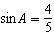 sin A = 4/5